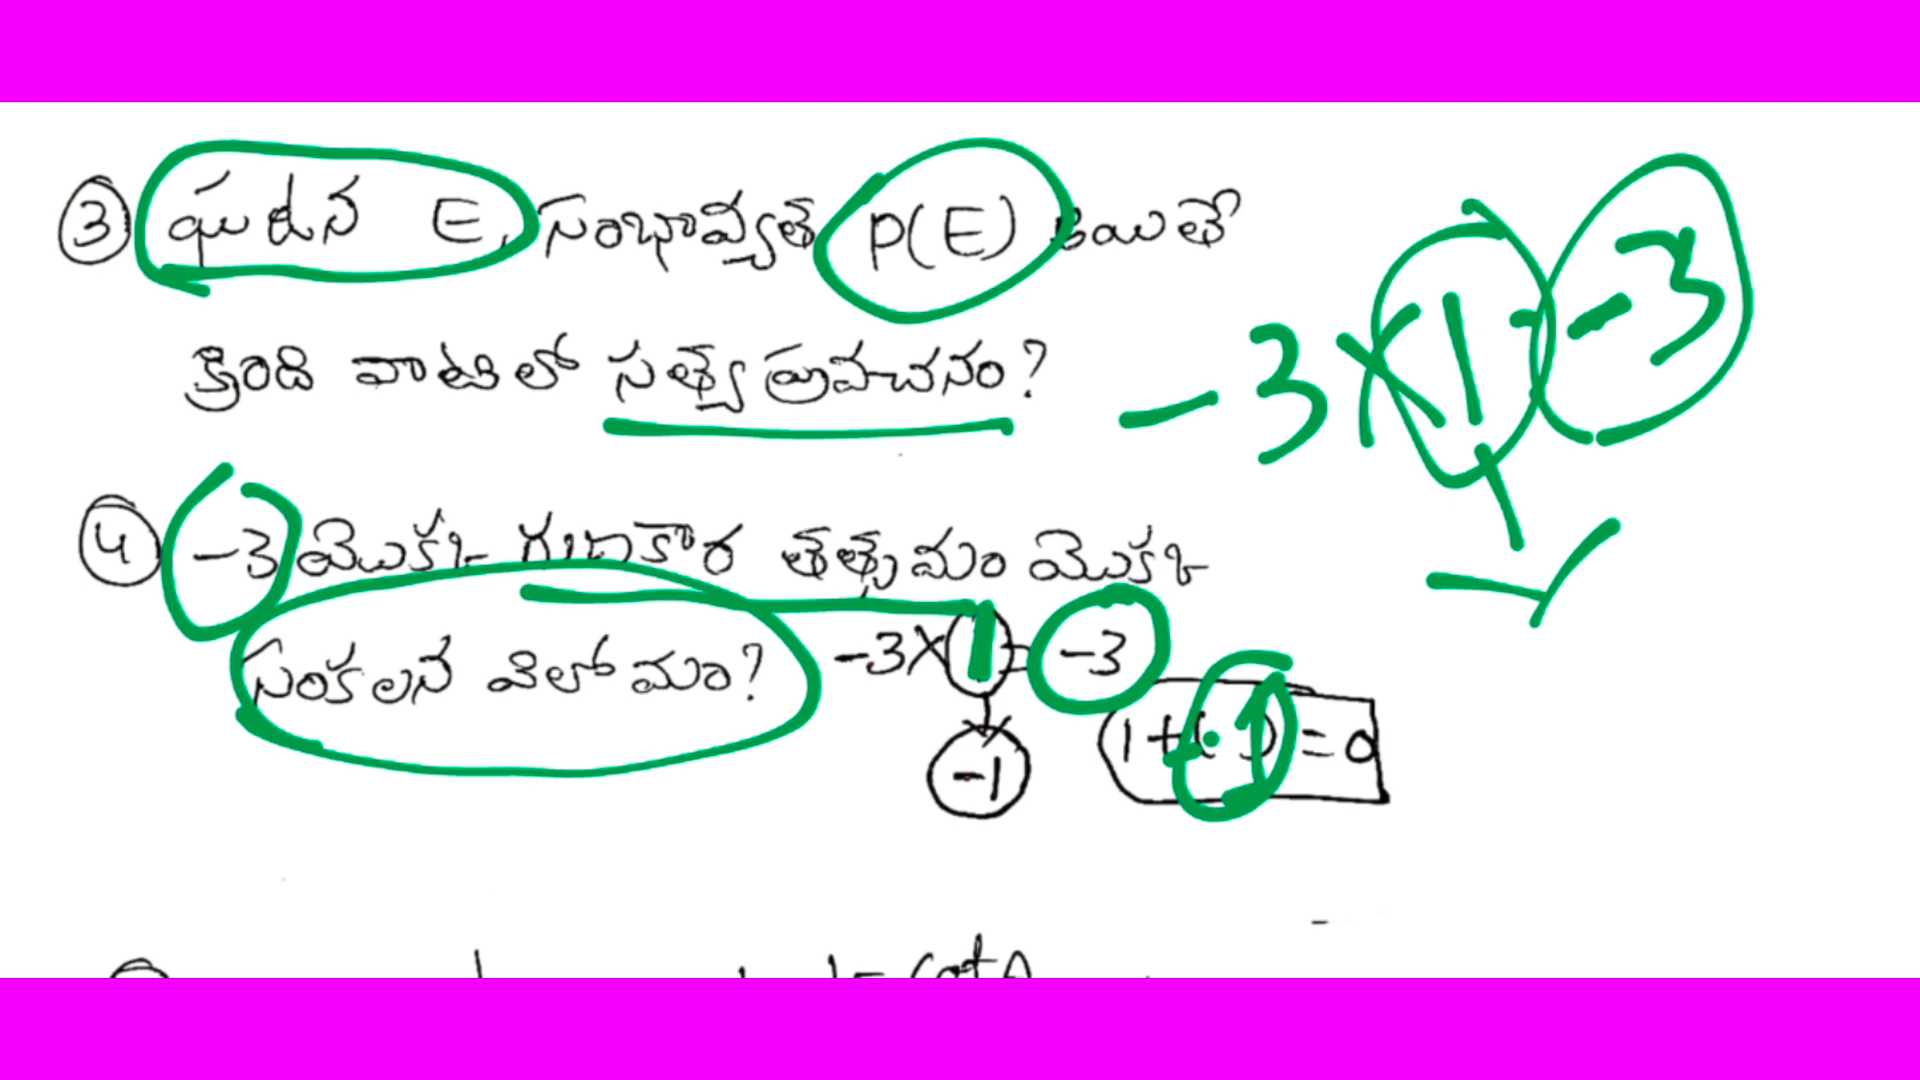 ③ ఘటన E, సంభావ్యత P(E) అయితే
క్రింది వాటిలో సత్య ప్రవచనం?
-3×1=-3
-1
④ -3 యొక్క గుణకార తత్సమం యొక్క
సంకలన విలోమం? -3×1=-3
-1
1+(-1)=0